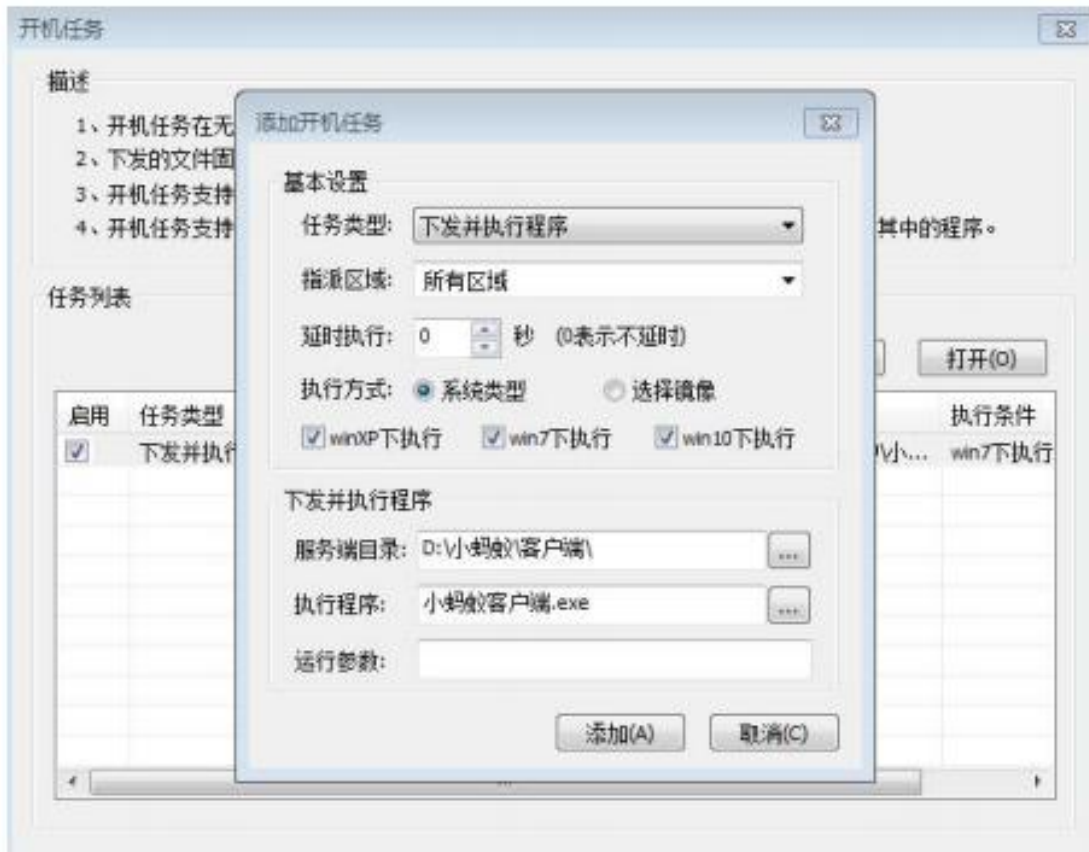 开机任务
描述
1、开机任务在无
2、下发的文件固
3、开机任务支持
4、开机任务支持 其中的程序。
任务列表
打开(O)
启用 任务类型 执行条件
下发并执行 \小... win7下执行
添加开机任务
基本设置
任务类型: 下发并执行程序
指派区域: 所有区域
延时执行: 0 秒 (0表示不延时)
执行方式: 系统类型 选择镜像
winXP下执行 win7下执行 win10下执行
下发并执行程序
服务端目录: D:\小蚂蚁\客户端\ ...
执行程序: 小蚂蚁客户端.exe ...
运行参数:
添加(A) 取消(C)